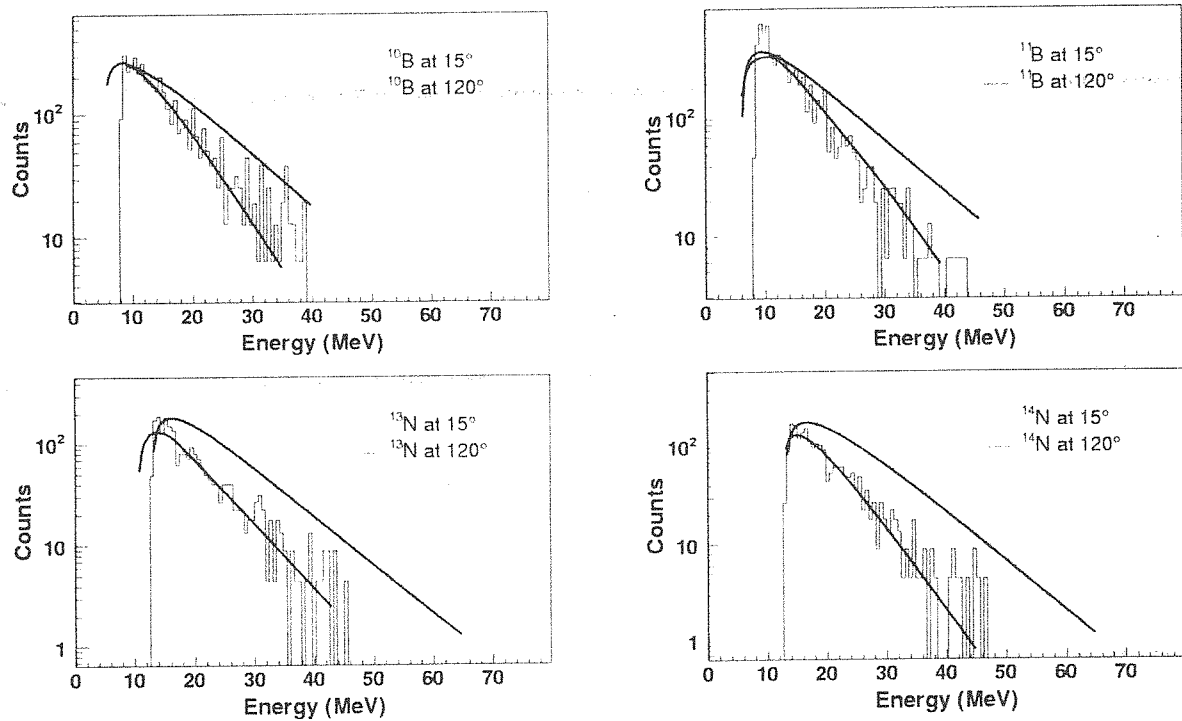 Counts
10²
10
¹⁰B at 15°
¹⁰B at 120°
0 10 20 30 40 50 60 70
Energy (MeV)
Counts
10²
10
¹¹B at 15°
¹¹B at 120°
0 10 20 30 40 50 60 70
Energy (MeV)
Counts
10²
10
1
¹³N at 15°
¹³N at 120°
0 10 20 30 40 50 60 70
Energy (MeV)
Counts
10²
10
1
¹⁴N at 15°
¹⁴N at 120°
0 10 20 30 40 50 60 70
Energy (MeV)